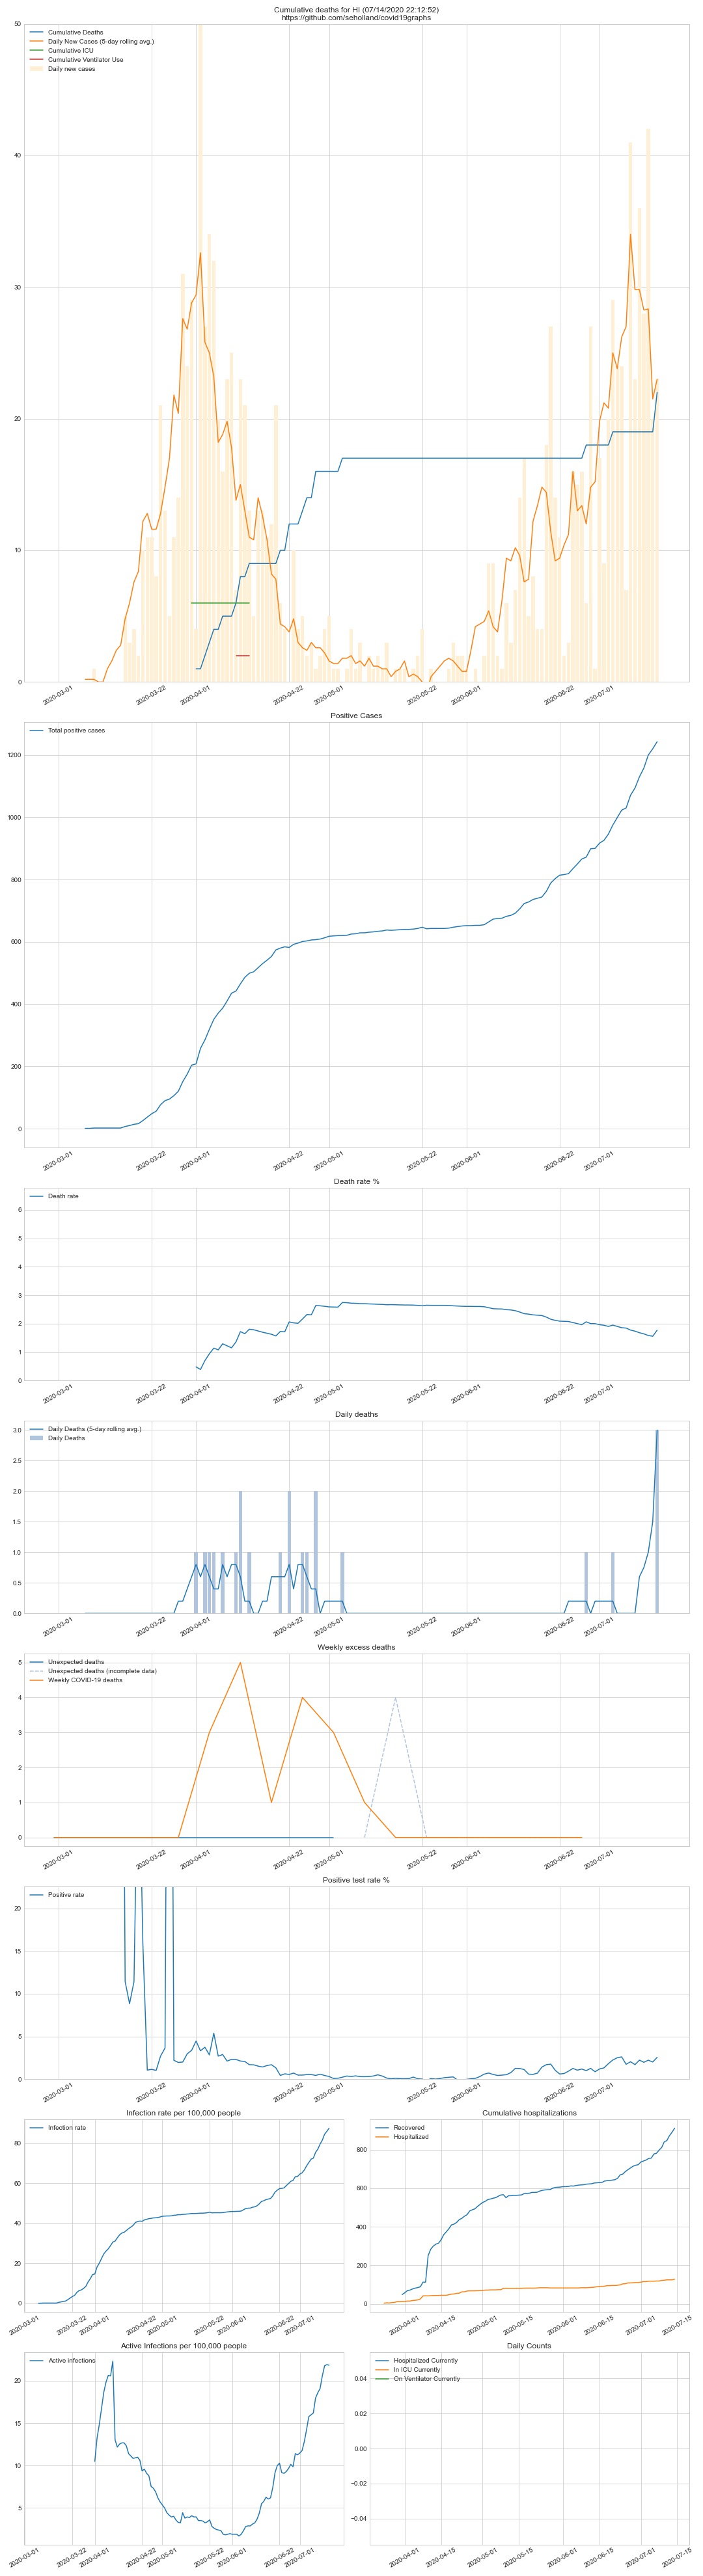 Cumulative deaths for HI (07/14/2020 22:12:52)
https://github.com/seholland/covid19graphs
Cumulative Deaths
Daily New Cases (5-day rolling avg.)
Cumulative ICU
Cumulative Ventilator Use
Daily new cases
50
40
30
20
10
0
2020-03-01 2020-03-22 2020-04-01 2020-04-22 2020-05-01 2020-05-22 2020-06-01 2020-06-22 2020-07-01
Positive Cases
Total positive cases
1200
1000
800
600
400
200
0
2020-03-01 2020-03-22 2020-04-01 2020-04-22 2020-05-01 2020-05-22 2020-06-01 2020-06-22 2020-07-01
Death rate %
Death rate
6
5
4
3
2
1
0
2020-03-01 2020-03-22 2020-04-01 2020-04-22 2020-05-01 2020-05-22 2020-06-01 2020-06-22 2020-07-01
Daily deaths
Daily Deaths (5-day rolling avg.)
Daily Deaths
3.0
2.5
2.0
1.5
1.0
0.5
0.0
2020-03-01 2020-03-22 2020-04-01 2020-04-22 2020-05-01 2020-05-22 2020-06-01 2020-06-22 2020-07-01
Weekly excess deaths
Unexpected deaths
Unexpected deaths (incomplete data)
Weekly COVID-19 deaths
5
4
3
2
1
0
2020-03-01 2020-03-22 2020-04-01 2020-04-22 2020-05-01 2020-05-22 2020-06-01 2020-06-22 2020-07-01
Positive test rate %
Positive rate
20
15
10
5
0
2020-03-01 2020-03-22 2020-04-01 2020-04-22 2020-05-01 2020-05-22 2020-06-01 2020-06-22 2020-07-01
Infection rate per 100,000 people
Infection rate
80
60
40
20
0
2020-03-01 2020-03-22 2020-04-01 2020-04-22 2020-05-01 2020-05-22 2020-06-01 2020-06-22 2020-07-01
Cumulative hospitalizations
Recovered
Hospitalized
800
600
400
200
0
2020-04-01 2020-04-15 2020-05-01 2020-05-15 2020-06-01 2020-06-15 2020-07-01 2020-07-15
Active Infections per 100,000 people
Active infections
20
15
10
5
2020-03-01 2020-03-22 2020-04-01 2020-04-22 2020-05-01 2020-05-22 2020-06-01 2020-06-22 2020-07-01
Daily Counts
Hospitalized Currently
In ICU Currently
On Ventilator Currently
0.04
0.02
0.00
−0.02
−0.04
2020-04-01 2020-04-15 2020-05-01 2020-05-15 2020-06-01 2020-06-15 2020-07-01 2020-07-15